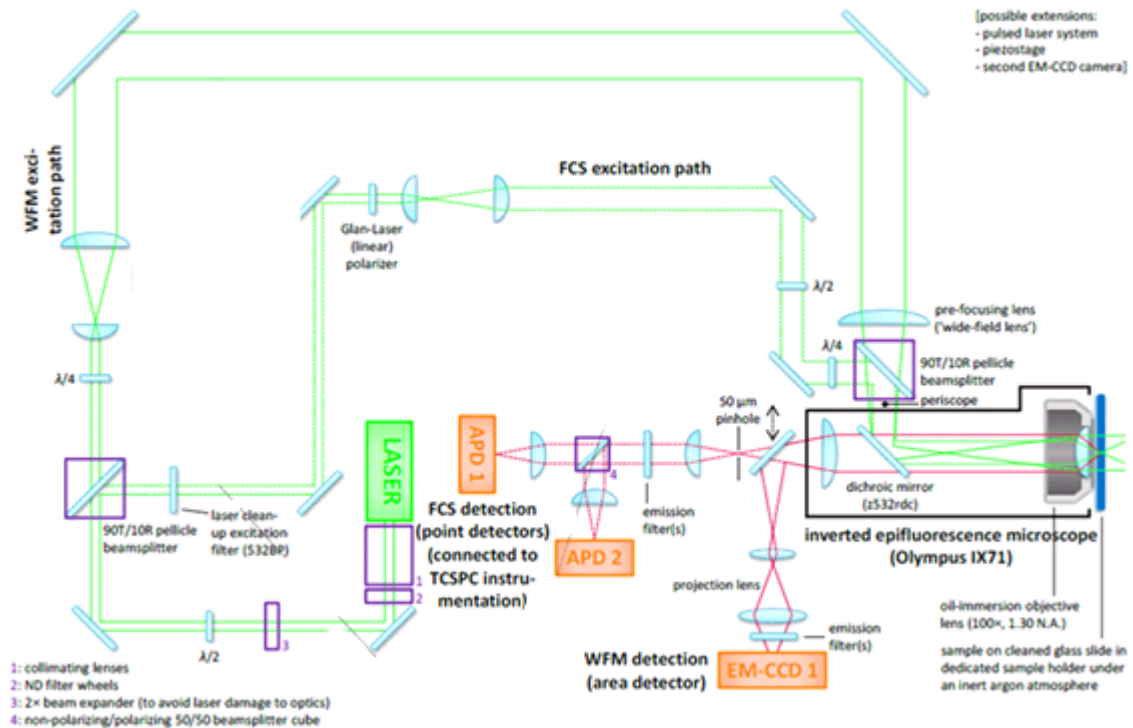 [possible extensions:
- pulsed laser system
- piezostage
- second EM-CCD camera]
WFM exci-
tation path
FCS excitation path
Glan-Laser
(linear)
polarizer
λ/2
pre-focusing lens
('wide-field lens')
λ/4
λ/4
90T/10R pellicle
beamsplitter
periscope
50 μm
pinhole
LASER
APD 1
4
dichroic mirror
(z532rdc)
laser clean-
up excitation
filter (532BP)
90T/10R pellicle
beamsplitter
FCS detection
(point detectors)
(connected to
TCSPC instru-
mentation)
emission
filter(s)
APD 2
inverted epifluorescence microscope
(Olympus IX71)
1
2
projection lens
oil-immersion objective
lens (100×, 1.30 N.A.)
λ/2
3
emission
filter(s)
WFM detection
(area detector)
EM-CCD 1
sample on cleaned glass slide in
dedicated sample holder under
an inert argon atmosphere
1: collimating lenses
2: ND filter wheels
3: 2× beam expander (to avoid laser damage to optics)
4: non-polarizing/polarizing 50/50 beamsplitter cube